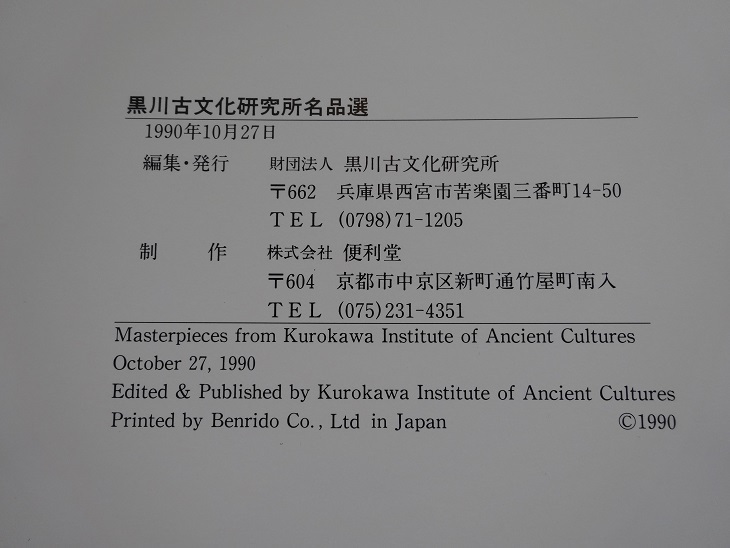 黒川古文化研究所名品選
1990年10月27日
編集・発行 財団法人 黒川古文化研究所
〒662 兵庫県西宮市苦楽園三番町14-50
TEL (0798)71-1205
制 作 株式会社 便利堂
〒604 京都市中京区新町通竹屋町南入
TEL (075)231-4351
Masterpieces from Kurokawa Institute of Ancient Cultures
October 27, 1990
Edited & Published by Kurokawa Institute of Ancient Cultures
Printed by Benrido Co., Ltd in Japan ©1990